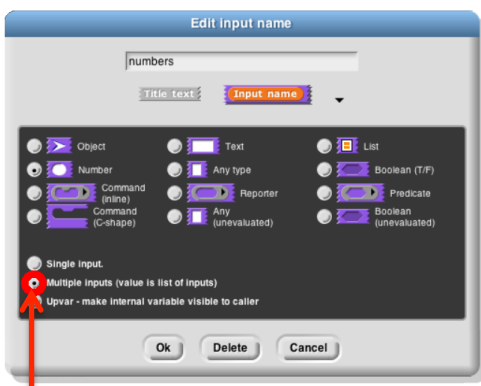 Edit input name
numbers
Title text Input name
Object Text List
Number Any type Boolean (T/F)
Command (inline) Reporter Predicate
Command (C-shape) Any (unevaluated) Boolean (unevaluated)
Single input.
Multiple inputs (value is list of inputs)
Upvar - make internal variable visible to caller
Ok Delete Cancel